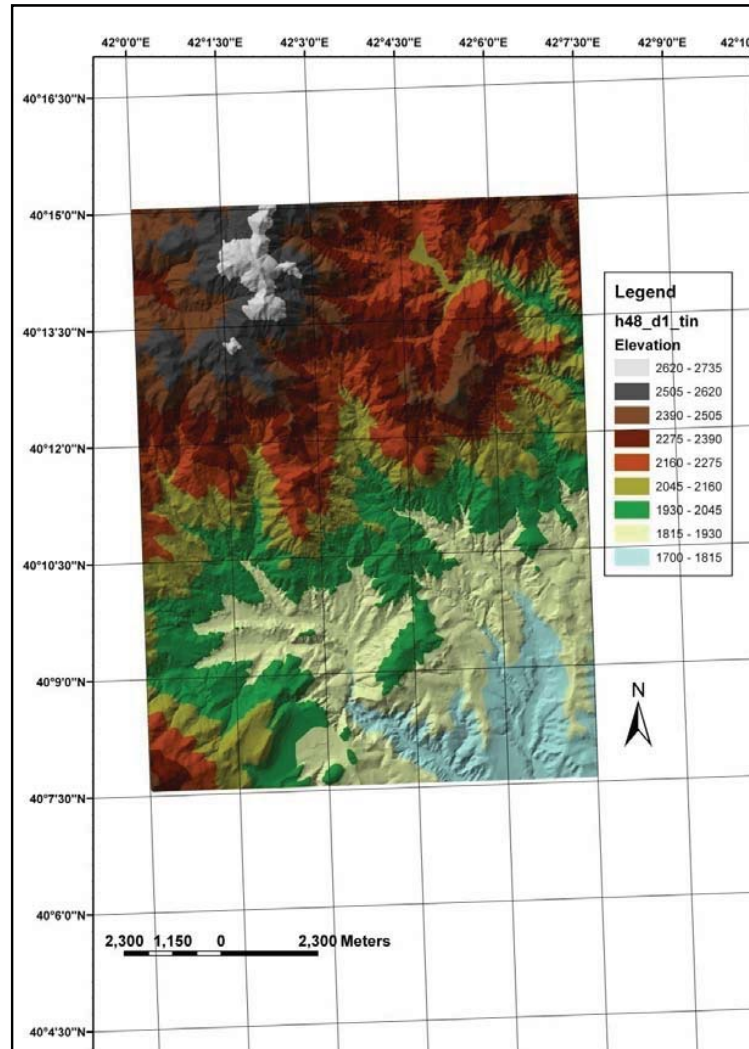 42°0'0"E 42°1'30"E 42°3'0"E 42°4'30"E 42°6'0"E 42°7'30"E 42°9'0"E 42°10
40°16'30"N
40°15'0"N
40°13'30"N
40°12'0"N
40°10'30"N
40°9'0"N
40°7'30"N
40°6'0"N
40°4'30"N
Legend
h48_d1_tin
Elevation
2620 - 2735
2505 - 2620
2390 - 2505
2275 - 2390
2160 - 2275
2045 - 2160
1930 - 2045
1815 - 1930
1700 - 1815
N
2,300 1,150 0 2,300 Meters